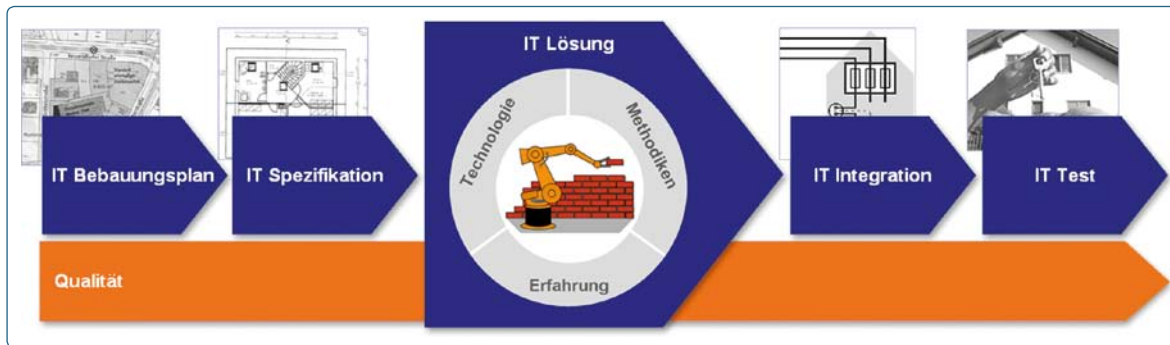 IT Bebauungsplan
IT Spezifikation
IT Lösung
Technologie
Methodiken
Erfahrung
IT Integration
IT Test
Qualität